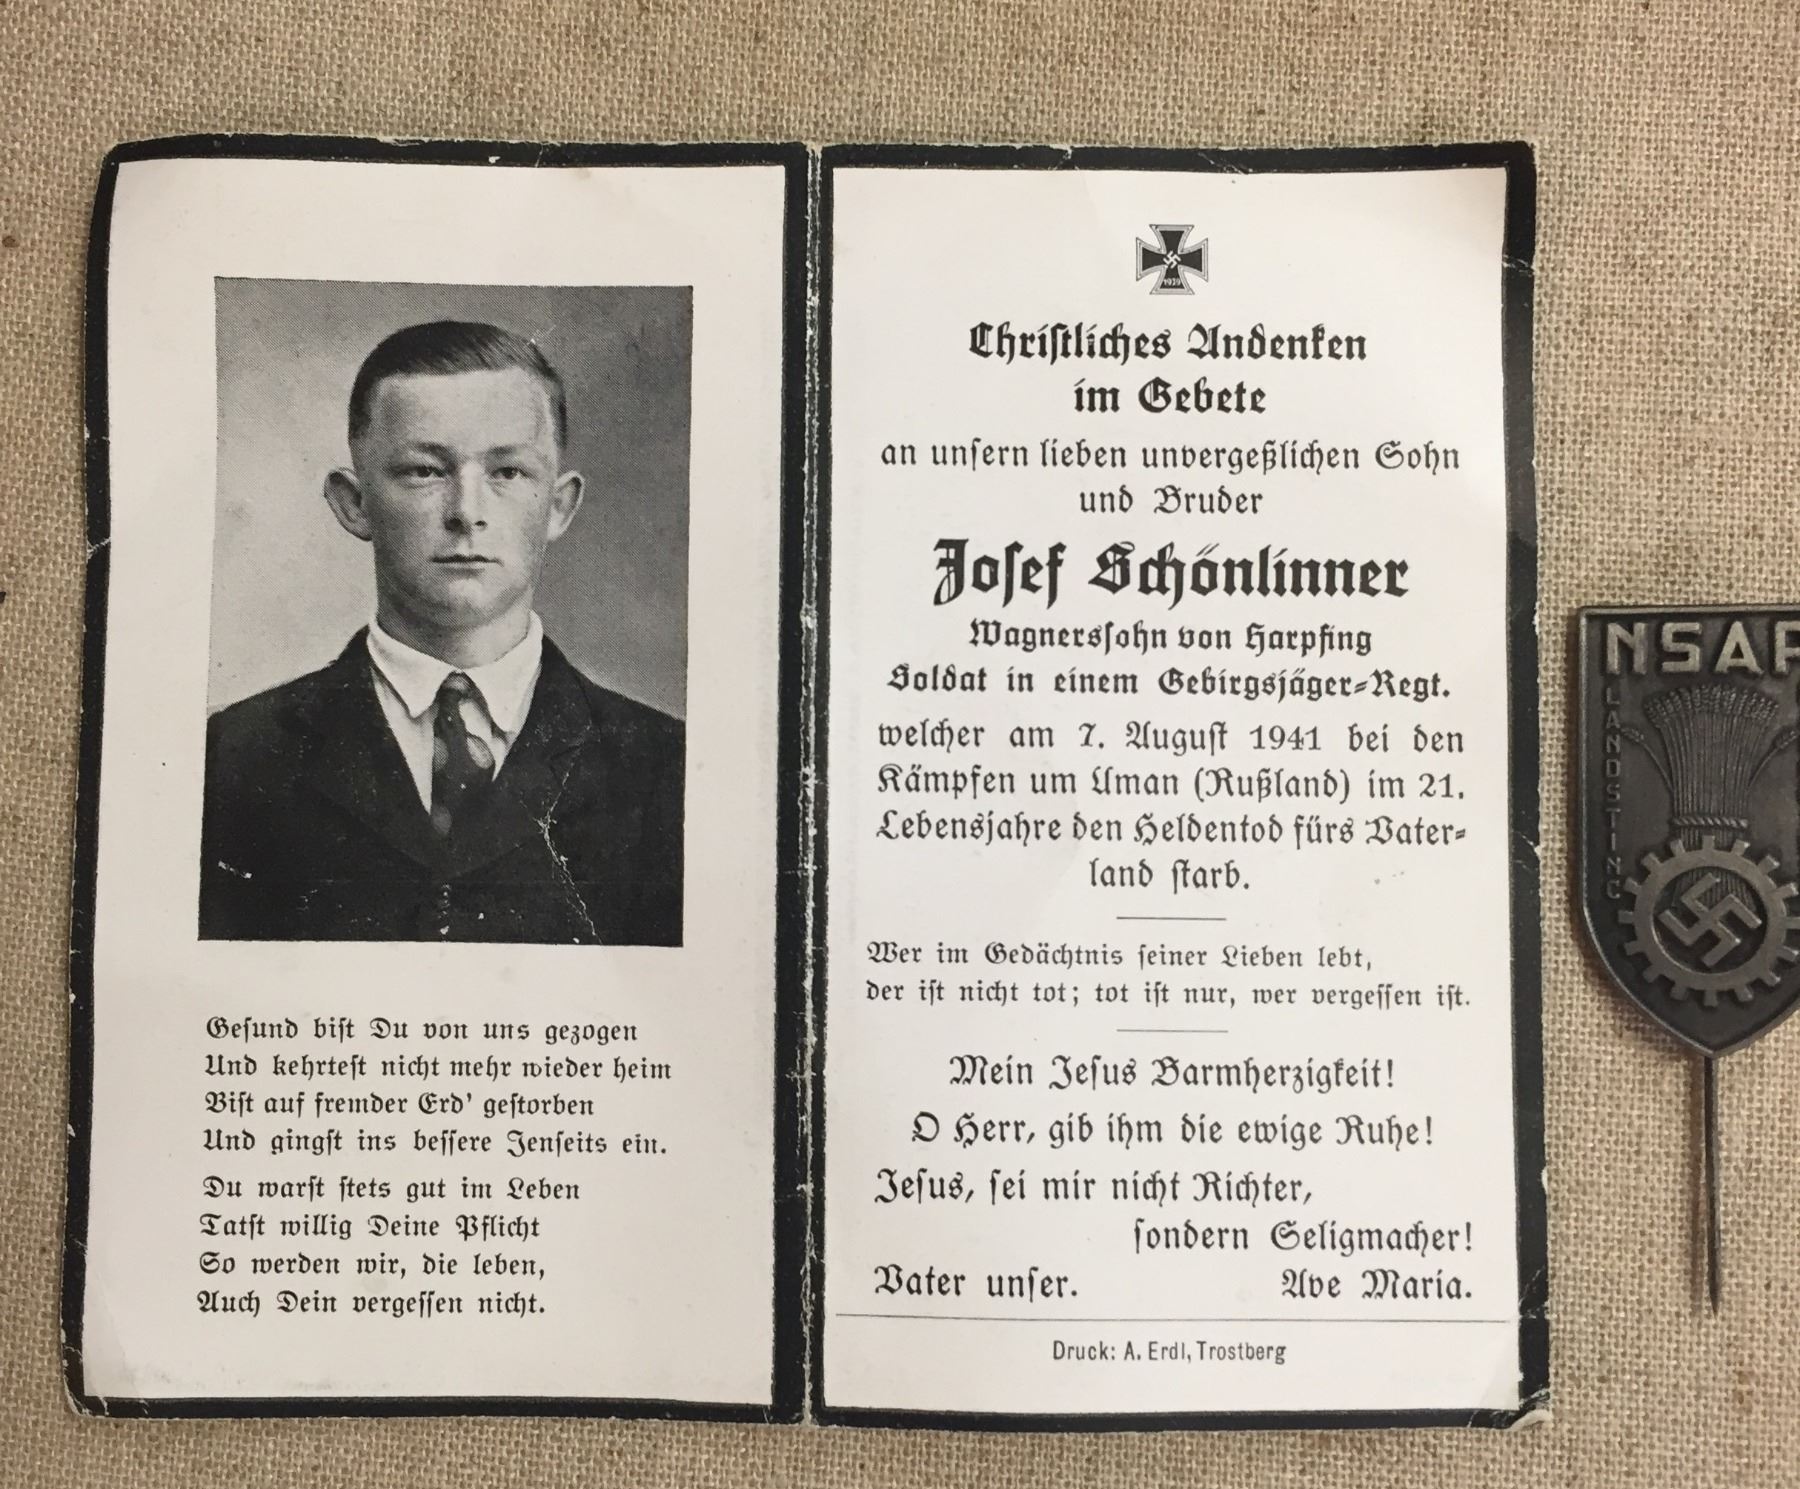 Gesund bist Du von uns gezogen
Und kehrtest nicht mehr wieder heim
Bist auf fremder Erd' gestorben
Und gingst ins bessere Jenseits ein.
Du warst stets gut im Leben
Tatst willig Deine Pflicht
So werden wir, die leben,
Auch Dein vergessen nicht.
1939
Christliches Andenken
im Gebete
an unsern lieben unvergeßlichen Sohn
und Bruder
Josef Schönlinner
Wagnerssohn von Harpfing
Soldat in einem Gebirgsjäger-Regt.
welcher am 7. August 1941 bei den
Kämpfen um Uman (Rußland) im 21.
Lebensjahre den Heldentod fürs Vater-
land starb.
Wer im Gedächtnis seiner Lieben lebt,
der ist nicht tot; tot ist nur, wer vergessen ist.
Mein Jesus Barmherzigkeit!
O Herr, gib ihm die ewige Ruhe!
Jesus, sei mir nicht Richter,
sondern Seligmacher!
Vater unser. Ave Maria.
Druck: A. Erdl, Trostberg
NSAP
LANDSTING